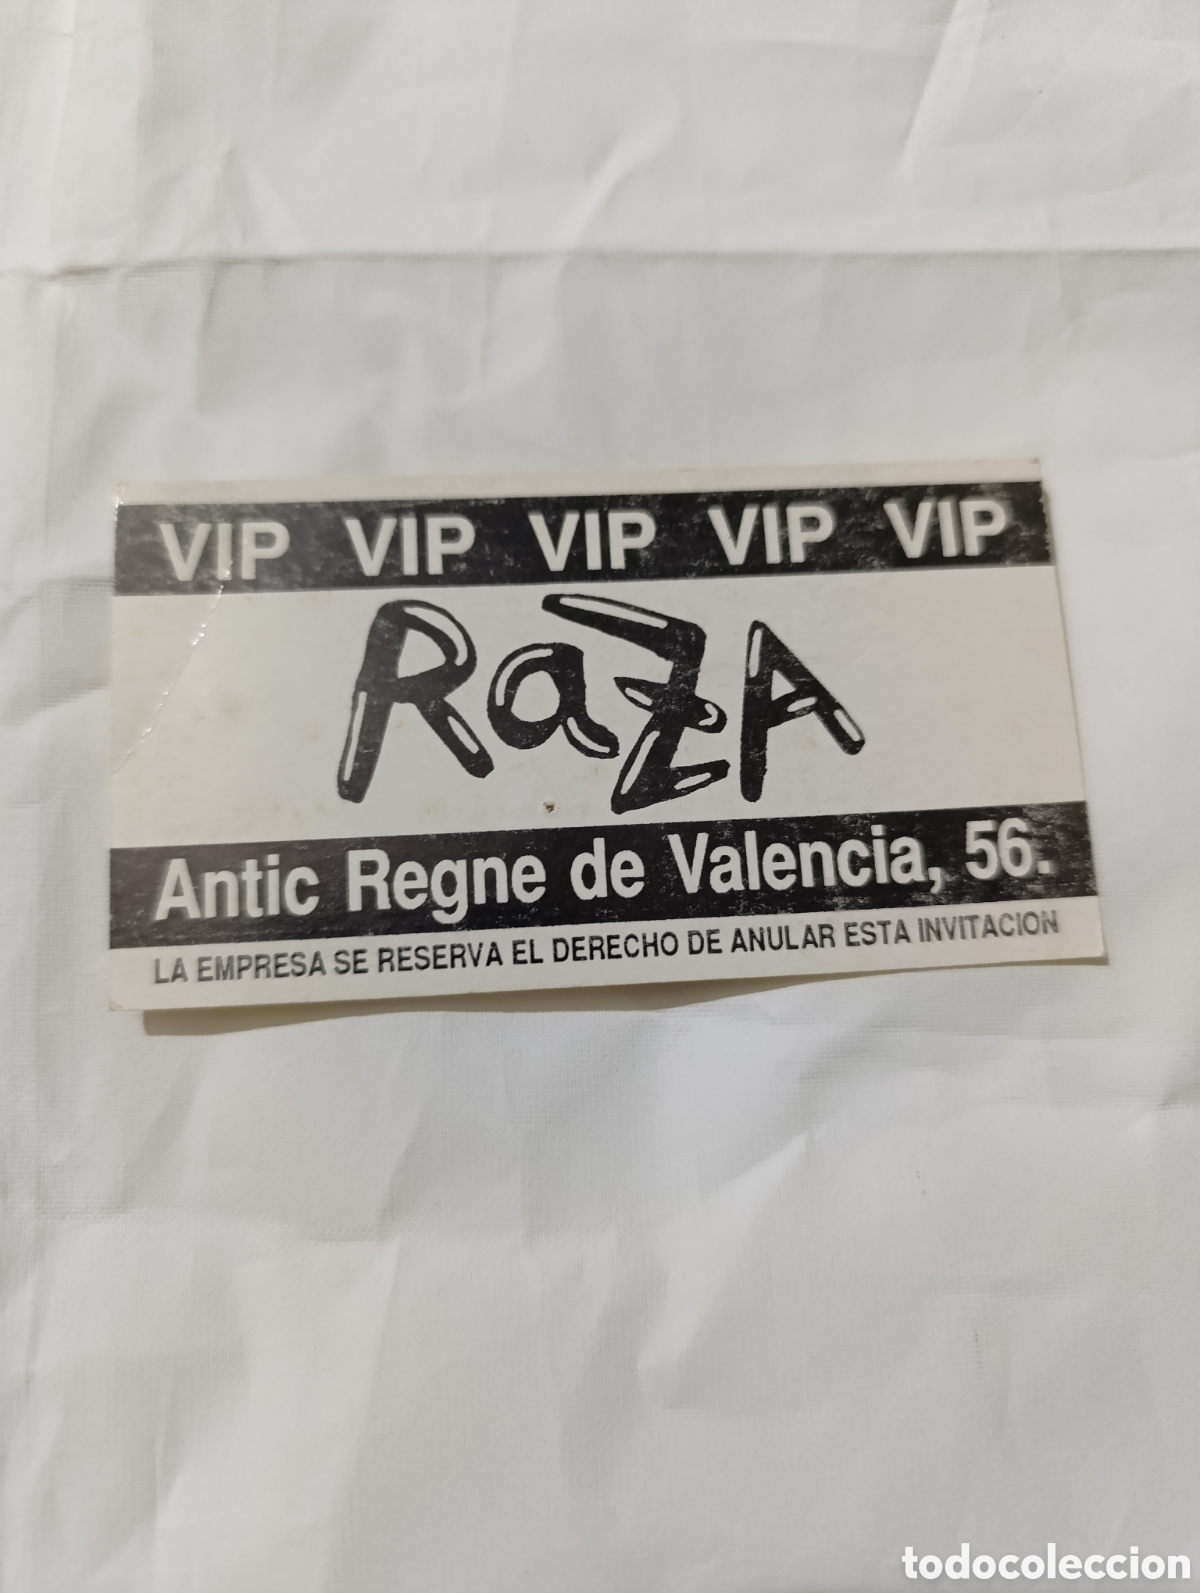 VIP VIP VIP VIP VIP
RaZA
Antic Regne de Valencia, 56.
LA EMPRESA SE RESERVA EL DERECHO DE ANULAR ESTA INVITACION
todocoleccion